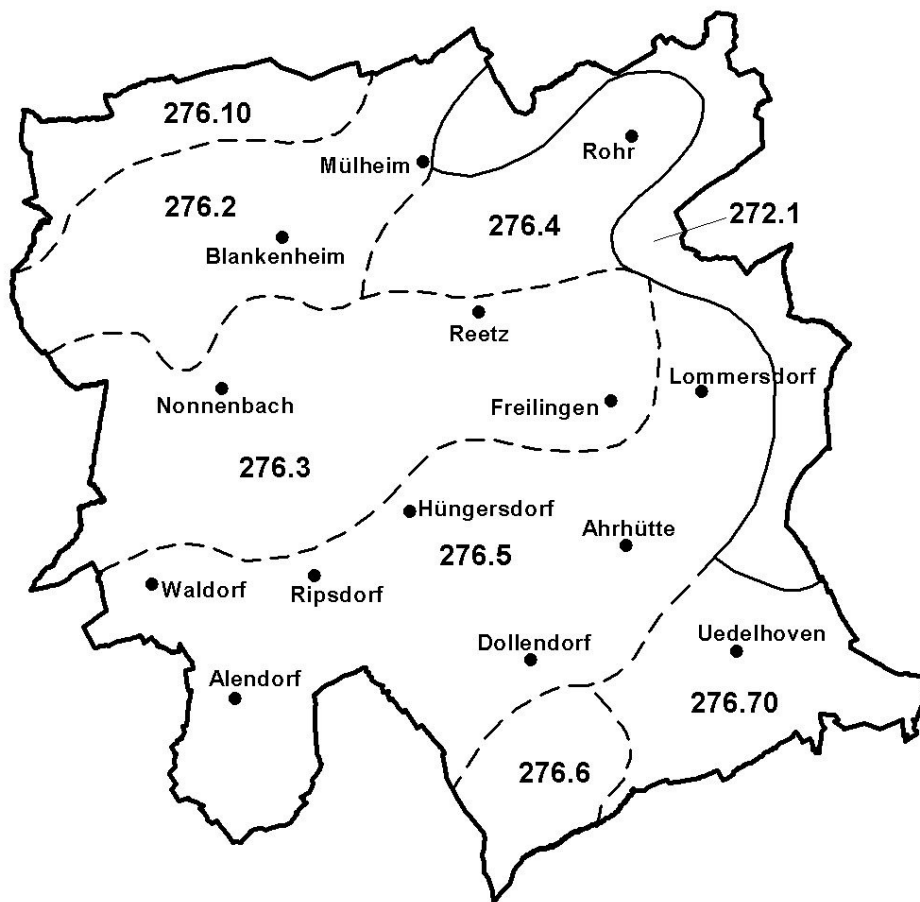 276.10
Mülheim
Rohr
276.2
276.4
272.1
Blankenheim
Reetz
Lommersdorf
Nonnenbach
Freilingen
276.3
Hüngersdorf
Ahrhütte
276.5
Waldorf
Ripsdorf
Uedelhoven
Dollendorf
Alendorf
276.70
276.6